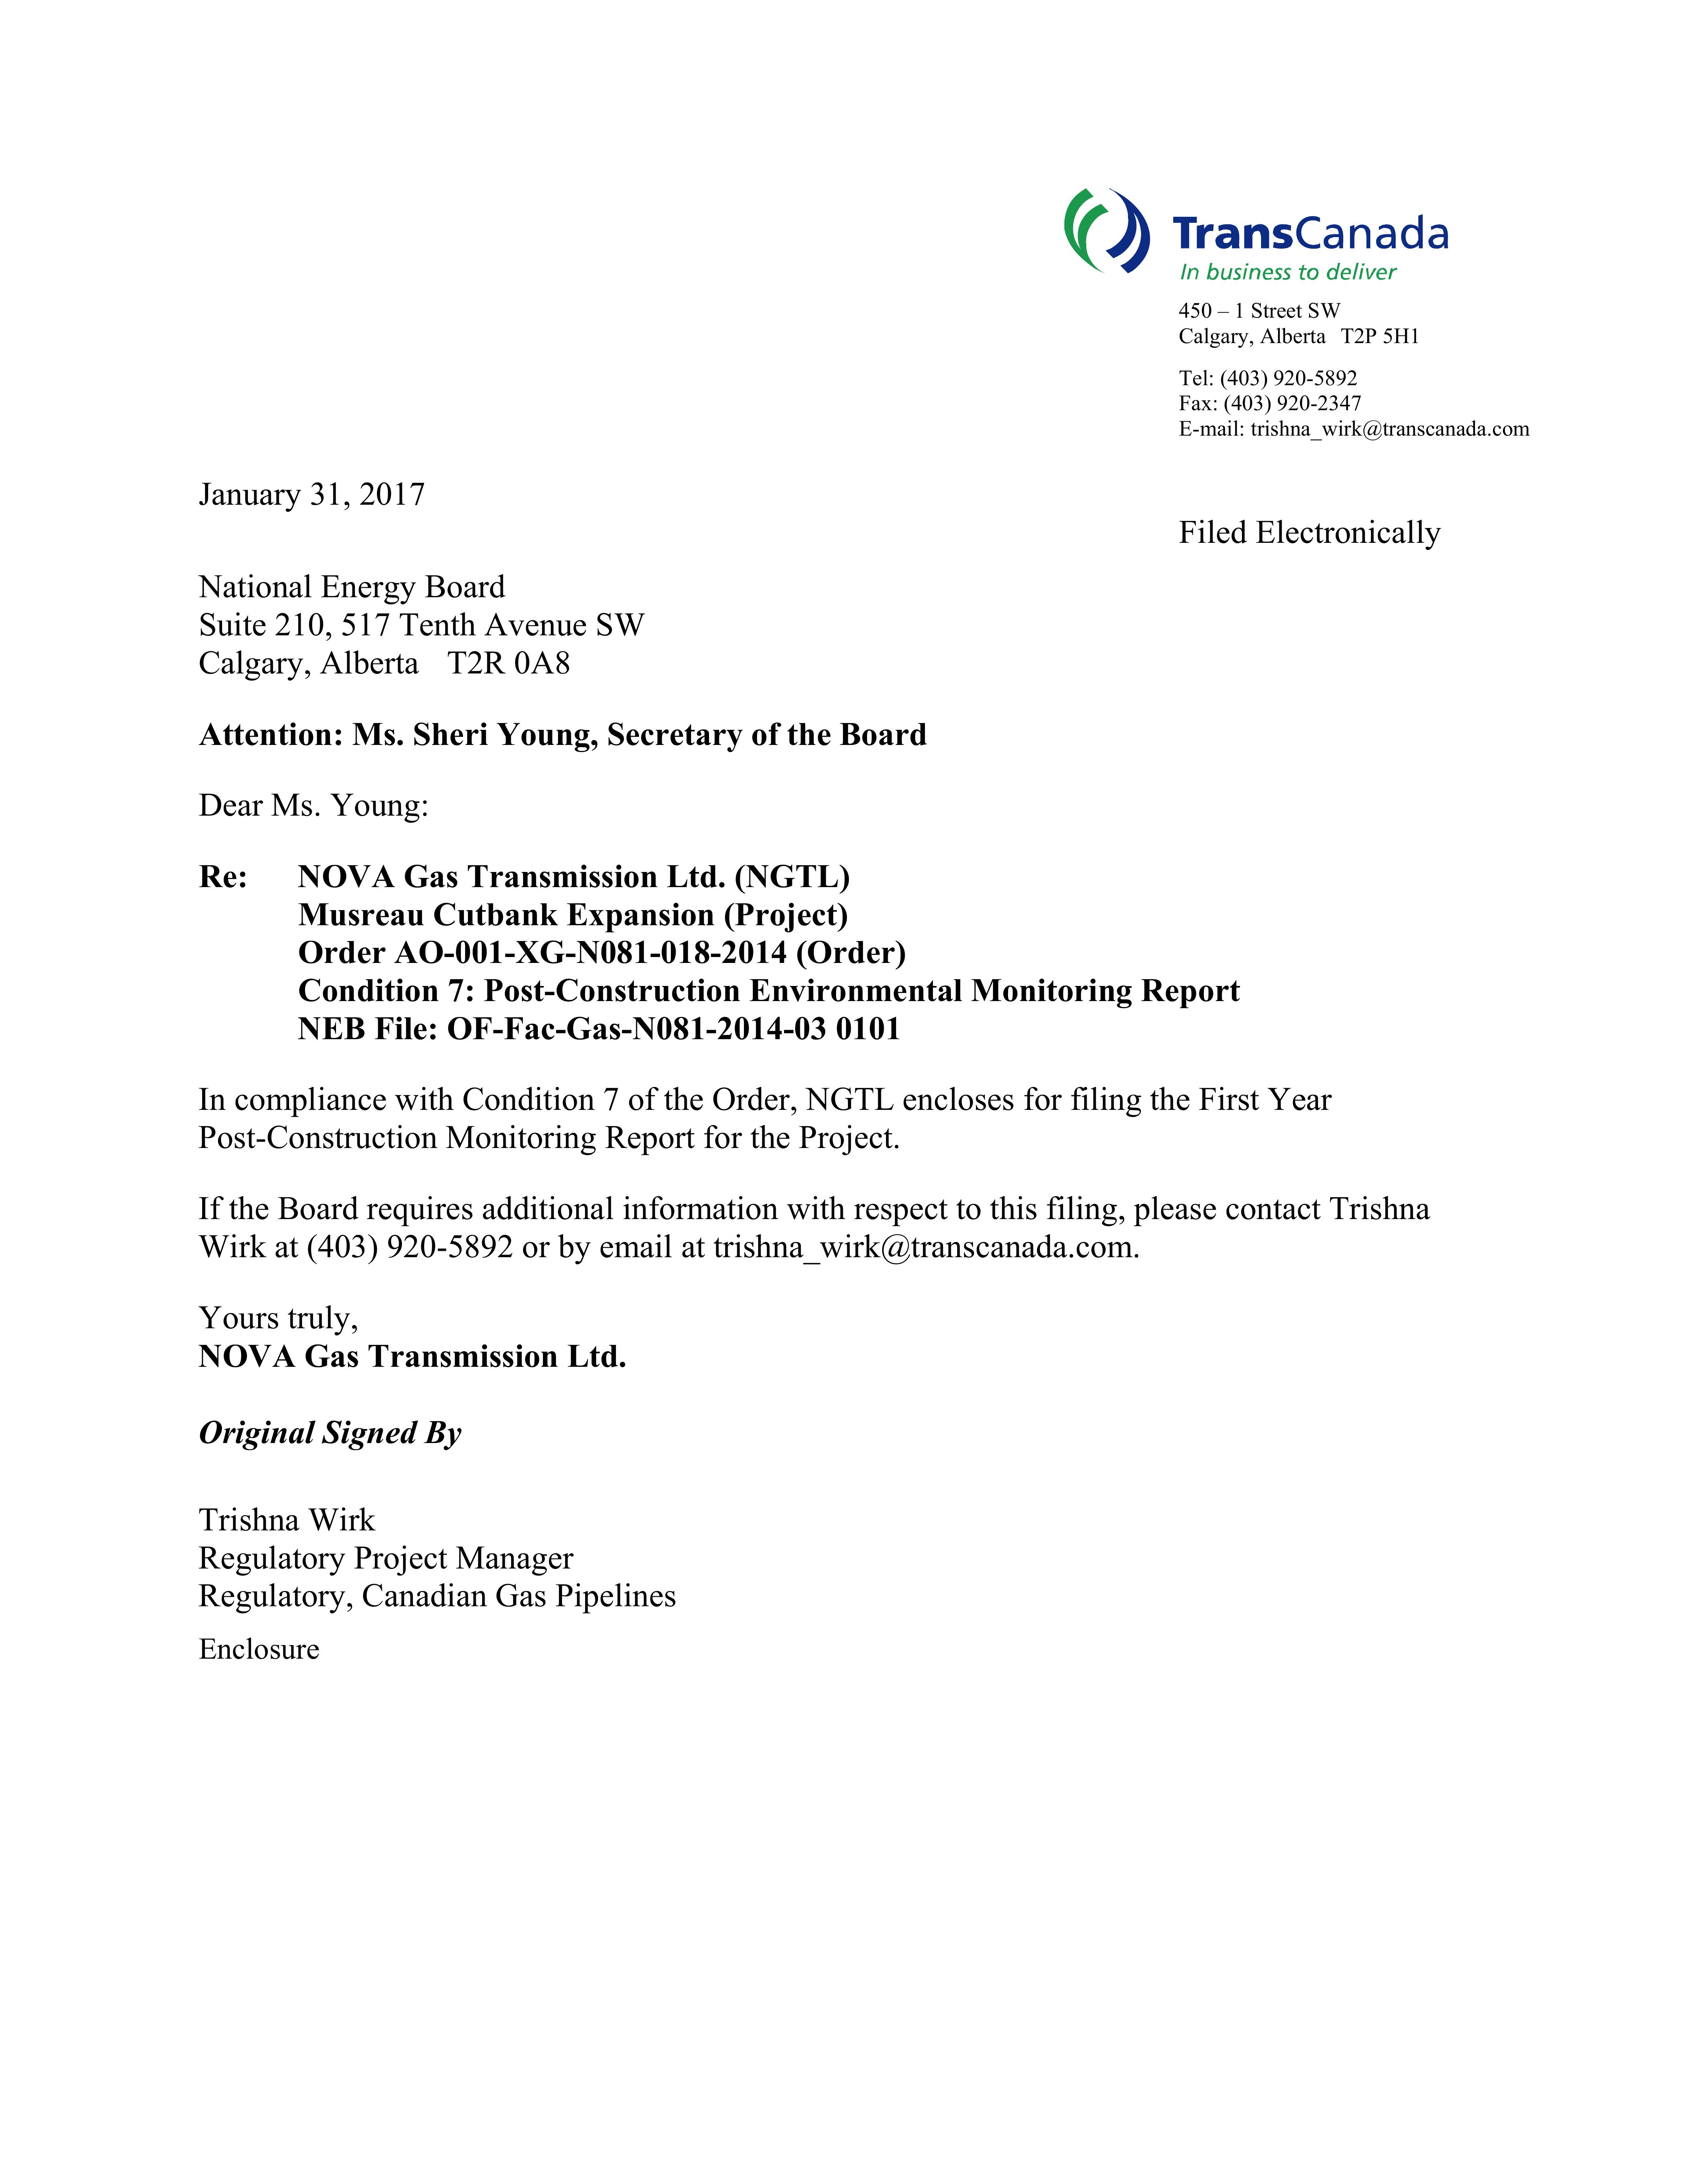 TransCanada
In business to deliver
450 – 1 Street SW
Calgary, Alberta T2P 5H1
Tel: (403) 920-5892
Fax: (403) 920-2347
E-mail: trishna_wirk@transcanada.com
January 31, 2017
Filed Electronically
National Energy Board
Suite 210, 517 Tenth Avenue SW
Calgary, Alberta T2R 0A8
Attention: Ms. Sheri Young, Secretary of the Board
Dear Ms. Young:
Re: NOVA Gas Transmission Ltd. (NGTL)
Musreau Cutbank Expansion (Project)
Order AO-001-XG-N081-018-2014 (Order)
Condition 7: Post-Construction Environmental Monitoring Report
NEB File: OF-Fac-Gas-N081-2014-03 0101
In compliance with Condition 7 of the Order, NGTL encloses for filing the First Year
Post-Construction Monitoring Report for the Project.
If the Board requires additional information with respect to this filing, please contact Trishna
Wirk at (403) 920-5892 or by email at trishna_wirk@transcanada.com.
Yours truly,
NOVA Gas Transmission Ltd.
Original Signed By
Trishna Wirk
Regulatory Project Manager
Regulatory, Canadian Gas Pipelines
Enclosure